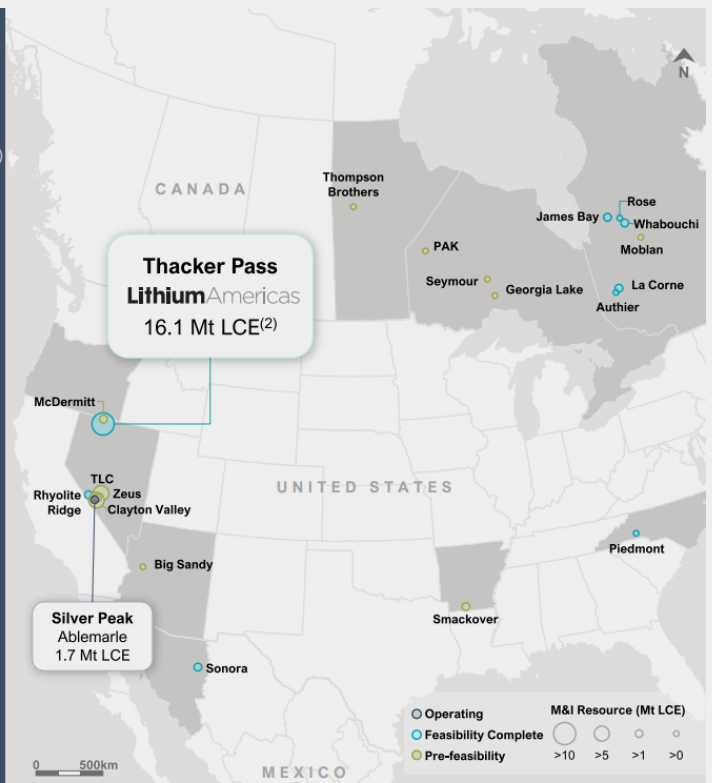 N
CANADA
Thompson
Brothers
Rose
James Bay
Whabouchi
Moblan
PAK
Seymour
Georgia Lake
La Corne
Authier
Thacker Pass
LithiumAmericas
16.1 Mt LCE(2)
McDermitt
TLC
Rhyolite
Ridge
Zeus
Clayton Valley
UNITED STATES
Big Sandy
Piedmont
Smackover
Silver Peak
Ablemarle
1.7 Mt LCE
Sonora
Operating
Feasibility Complete
Pre-feasibility
M&I Resource (Mt LCE)
>10 >5 >1 >0
0 500km
MEXICO